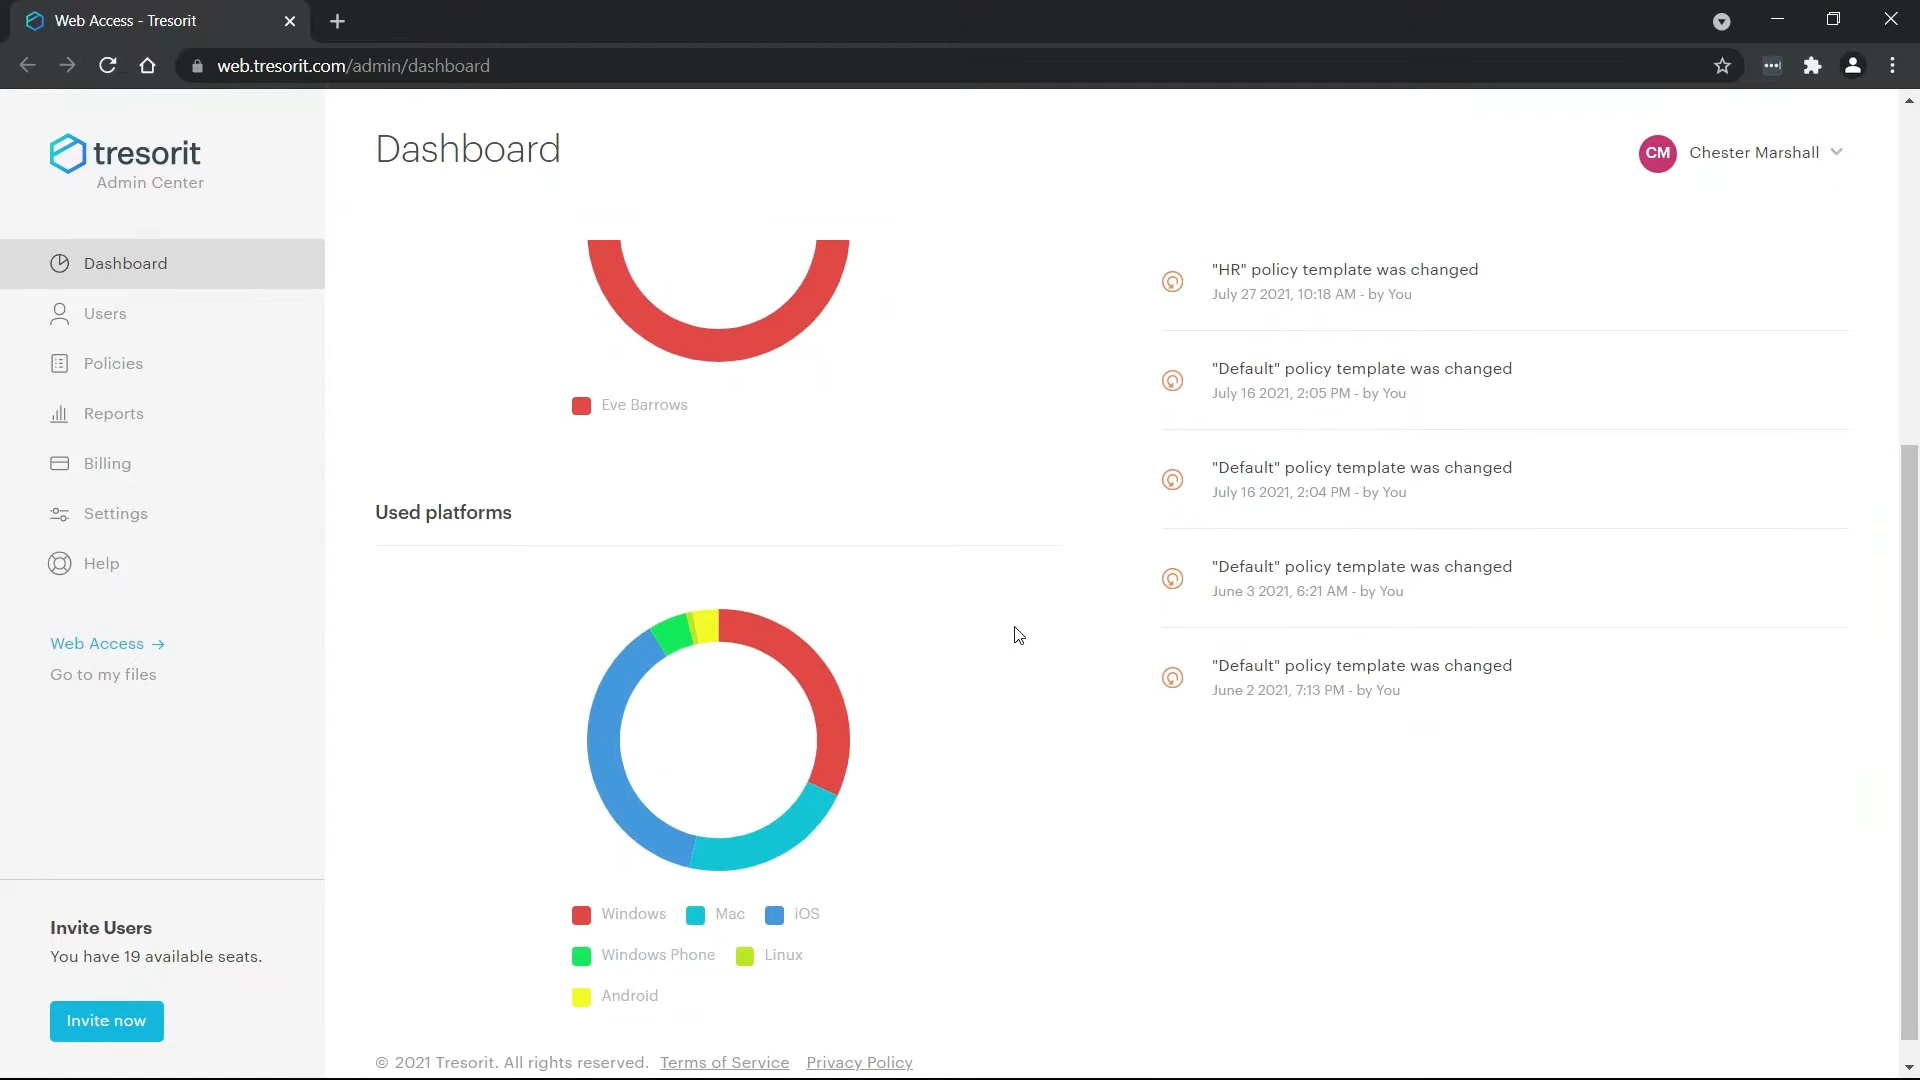 Web Access - Tresorit
web.tresorit.com/admin/dashboard
tresorit
Admin Center
Dashboard
Users
Policies
Reports
Billing
Settings
Help
Web Access →
Go to my files
Invite Users
You have 19 available seats.
Invite now
Dashboard
CM Chester Marshall
Eve Barrows
Used platforms
Windows Mac iOS
Windows Phone Linux
Android
"HR" policy template was changed
July 27 2021, 10:18 AM - by You
"Default" policy template was changed
July 16 2021, 2:05 PM - by You
"Default" policy template was changed
July 16 2021, 2:04 PM - by You
"Default" policy template was changed
June 3 2021, 6:21 AM - by You
"Default" policy template was changed
June 2 2021, 7:13 PM - by You
© 2021 Tresorit. All rights reserved. Terms of Service Privacy Policy